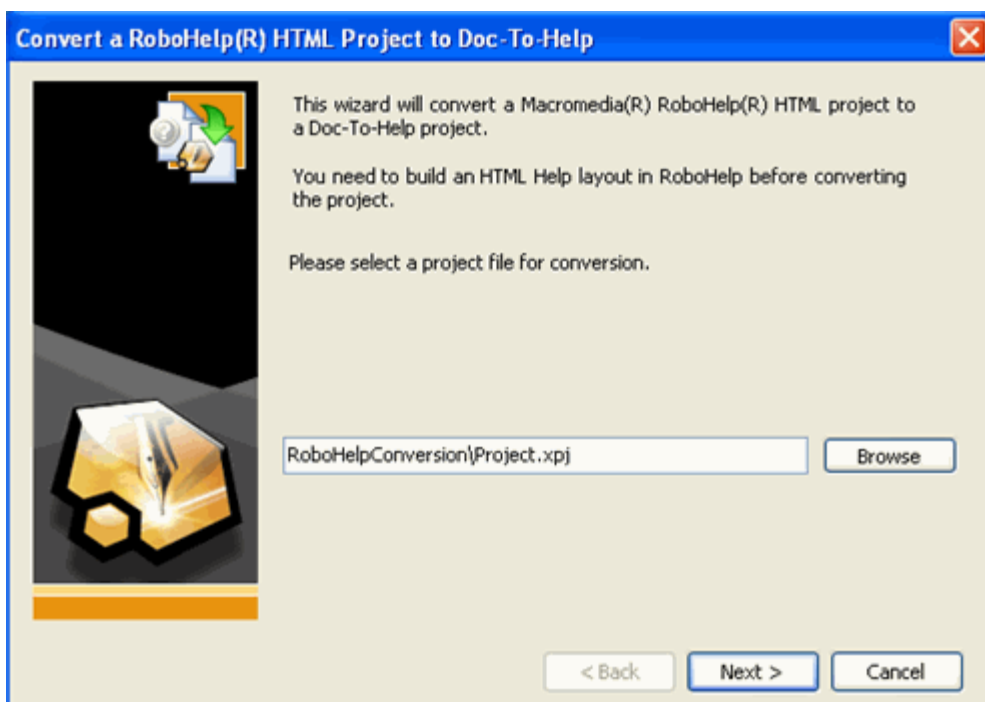 Convert a RoboHelp(R) HTML Project to Doc-To-Help
This wizard will convert a Macromedia(R) RoboHelp(R) HTML project to
a Doc-To-Help project.
You need to build an HTML Help layout in RoboHelp before converting
the project.
Please select a project file for conversion.
RoboHelpConversion\Project.xpj
Browse
< Back
Next >
Cancel